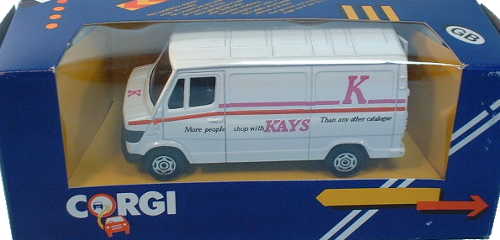 GB
K
K
More people shop with KAYS Than any other catalogue
CORGI